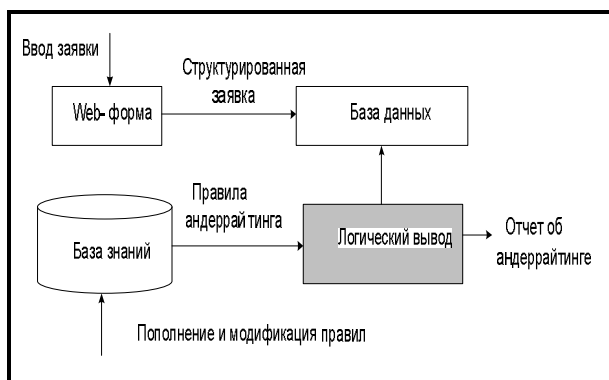 Ввод заявки
Структурированная
заявка
Web- форма
База данных
Правила
андеррайтинга
База знаний
Логический вывод
Отчет об
андеррайтинге
Пополнение и модификация правил